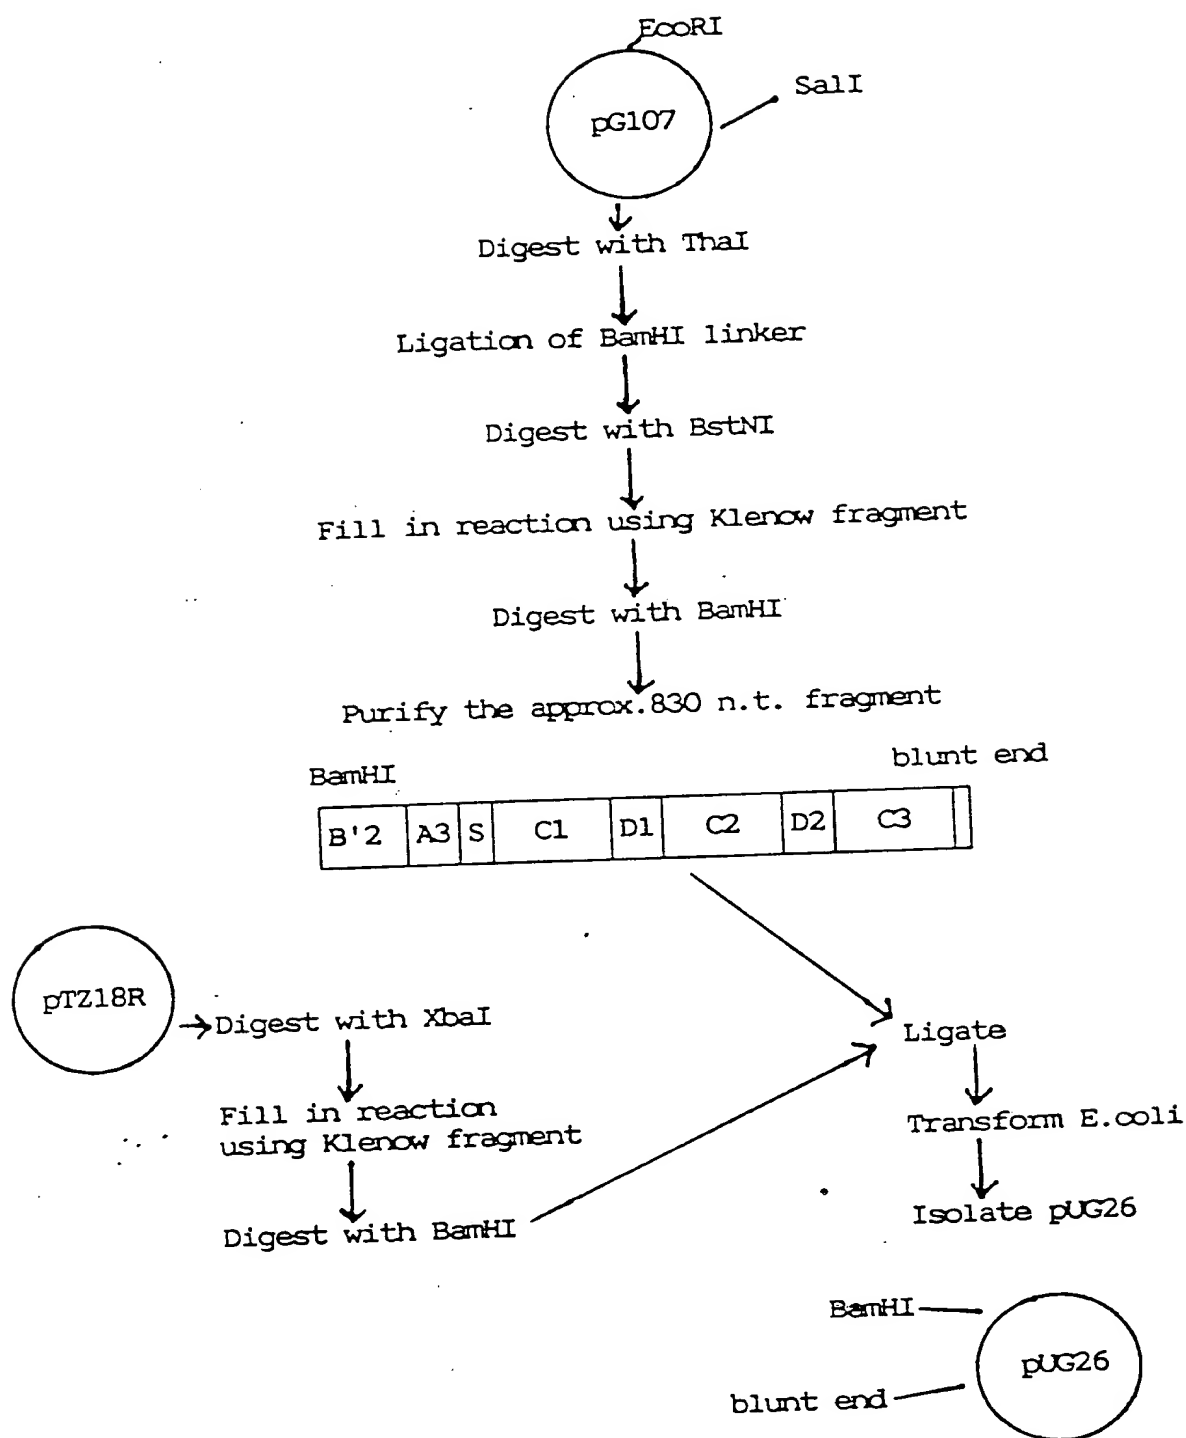 EcoRI
SalI
pG107
Digest with ThaI
Ligation of BamHI linker
Digest with BstNI
Fill in reaction using Klenow fragment
Digest with BamHI
Purify the approx.830 n.t. fragment
BamHI
blunt end
B'2 A3 S C1 D1 C2 D2 C3
pTZ18R
Digest with XbaI
Fill in reaction
using Klenow fragment
Digest with BamHI
Ligate
Transform E.coli
Isolate pUG26
BamHI
pUG26
blunt end